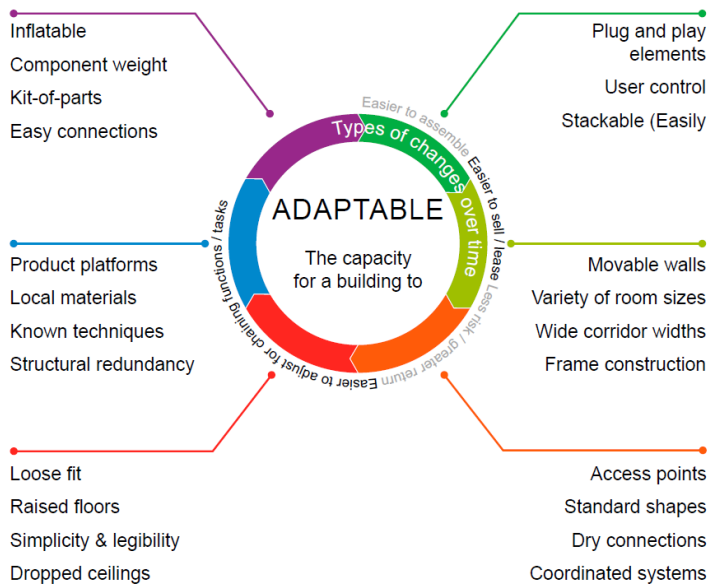 Inflatable
Component weight
Kit-of-parts
Easy connections
Plug and play
elements
User control
Stackable (Easily
Types of changes over time
Easier to assemble Easier to sell / lease Less risk / greater return Easier to adjust for chaining functions / tasks
ADAPTABLE
The capacity
for a building to
Product platforms
Local materials
Known techniques
Structural redundancy
Movable walls
Variety of room sizes
Wide corridor widths
Frame construction
Loose fit
Raised floors
Simplicity & legibility
Dropped ceilings
Access points
Standard shapes
Dry connections
Coordinated systems